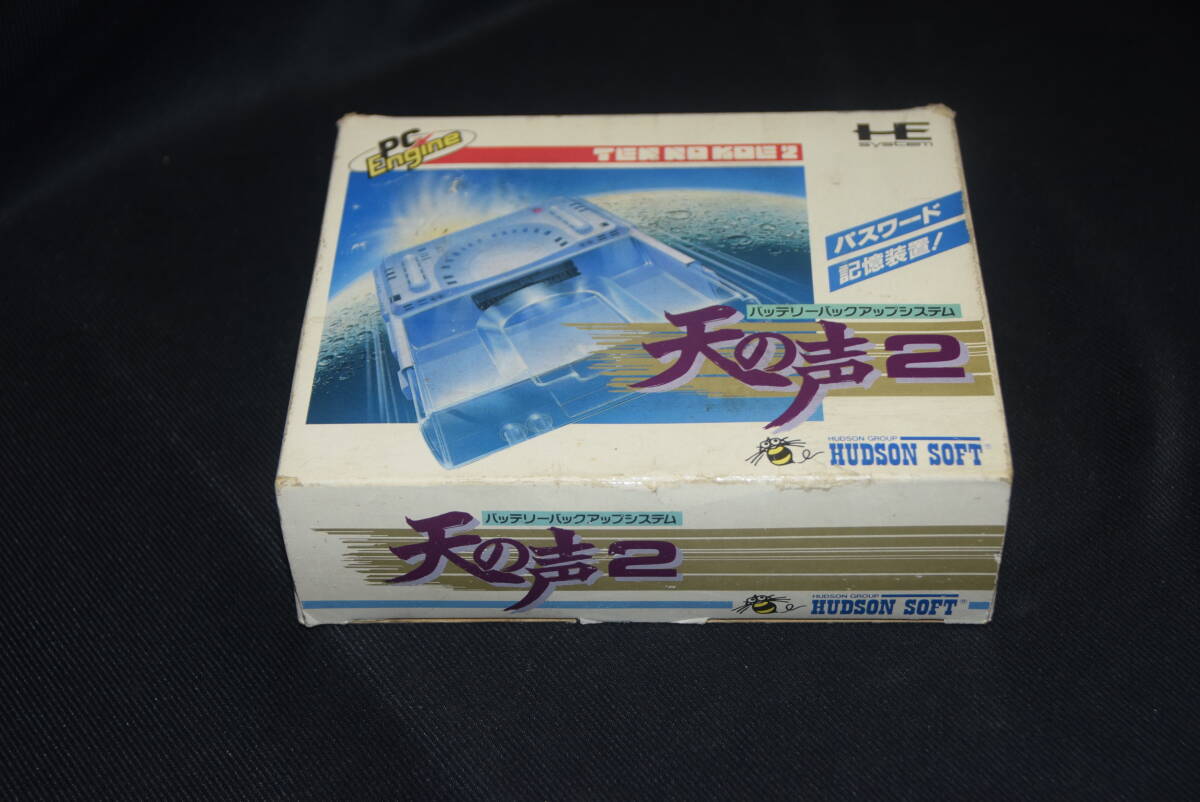 PC Engine
TEN NO KOE 2
HE
system
パスワード
記憶装置!
バッテリーバックアップシステム
天の声2
HUDSON GROUP
HUDSON SOFT®
バッテリーバックアップシステム
天の声2
HUDSON GROUP
HUDSON SOFT®